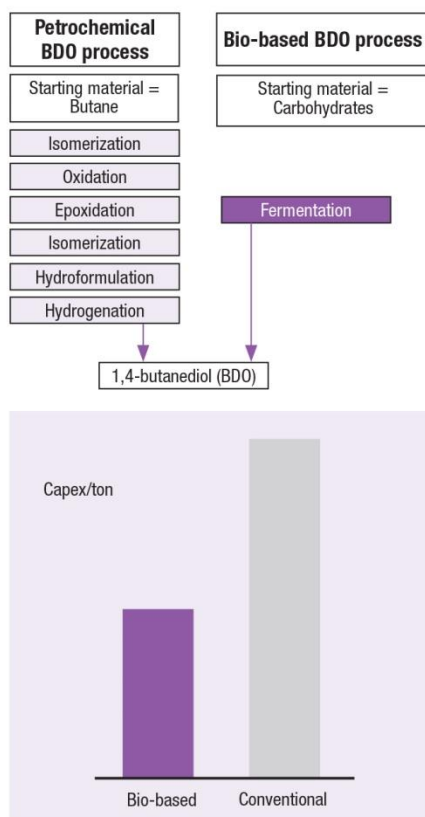 Petrochemical
BDO process
Bio-based BDO process
Starting material =
Butane
Starting material =
Carbohydrates
Isomerization
Oxidation
Epoxidation
Fermentation
Isomerization
Hydroformulation
Hydrogenation
1,4-butanediol (BDO)
Capex/ton
Bio-based
Conventional